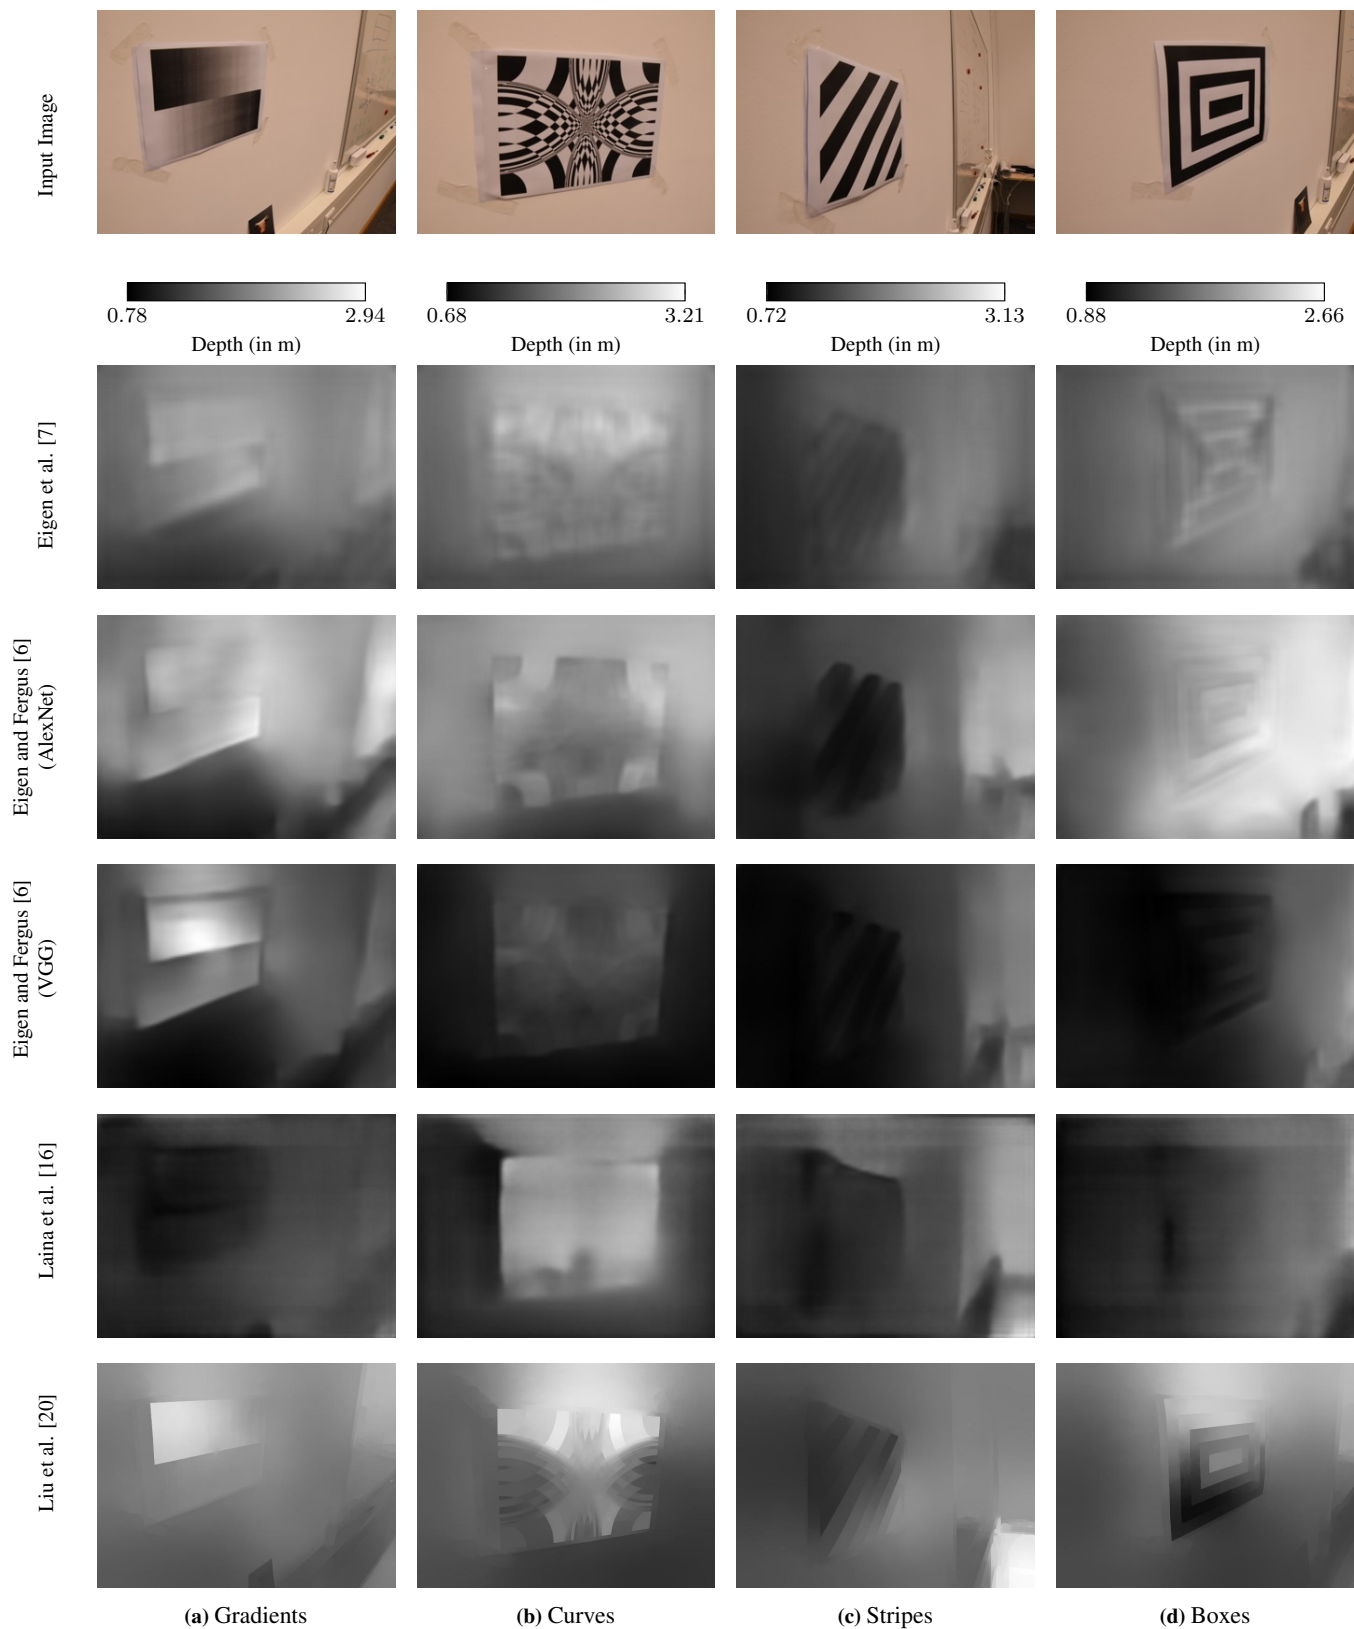 Input Image
0.78 2.94
Depth (in m)
0.68 3.21
Depth (in m)
0.72 3.13
Depth (in m)
0.88 2.66
Depth (in m)
Eigen et al. [7]
Eigen and Fergus [6]
(AlexNet)
Eigen and Fergus [6]
(VGG)
Laina et al. [16]
Liu et al. [20]
(a) Gradients
(b) Curves
(c) Stripes
(d) Boxes